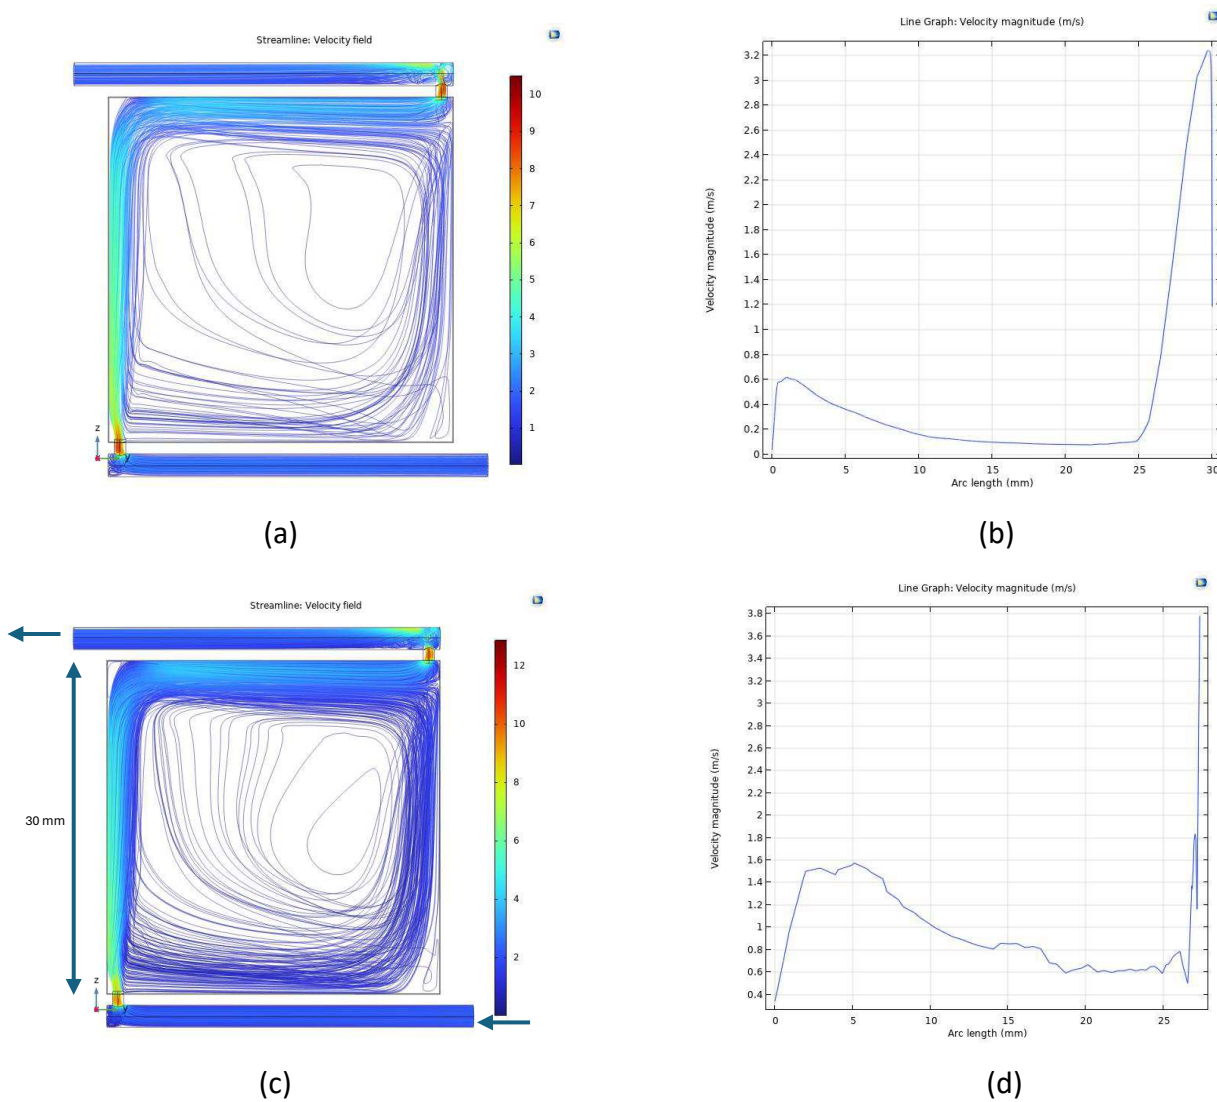 Streamline: Velocity field
10
9
8
7
6
5
4
3
2
1
z
y
(a)
Line Graph: Velocity magnitude (m/s)
Velocity magnitude (m/s)
3.2
3
2.8
2.6
2.4
2.2
2
1.8
1.6
1.4
1.2
1
0.8
0.6
0.4
0.2
0
0 5 10 15 20 25 30
Arc length (mm)
(b)
Streamline: Velocity field
12
10
8
6
4
2
30 mm
z
y
(c)
Line Graph: Velocity magnitude (m/s)
Velocity magnitude (m/s)
3.8
3.6
3.4
3.2
3
2.8
2.6
2.4
2.2
2
1.8
1.6
1.4
1.2
1
0.8
0.6
0.4
0 5 10 15 20 25
Arc length (mm)
(d)